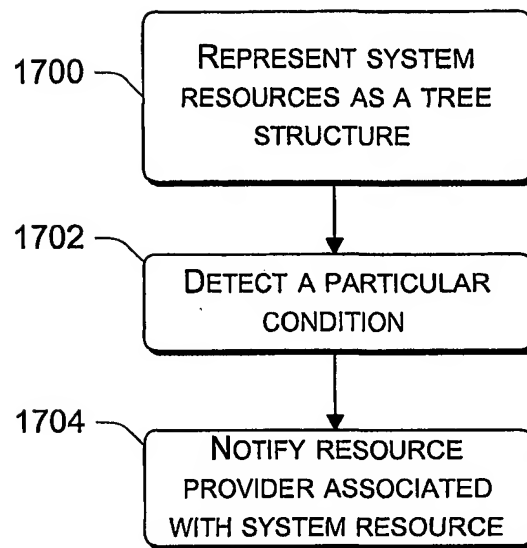 1700
REPRESENT SYSTEM
RESOURCES AS A TREE
STRUCTURE
1702
DETECT A PARTICULAR
CONDITION
1704
NOTIFY RESOURCE
PROVIDER ASSOCIATED
WITH SYSTEM RESOURCE